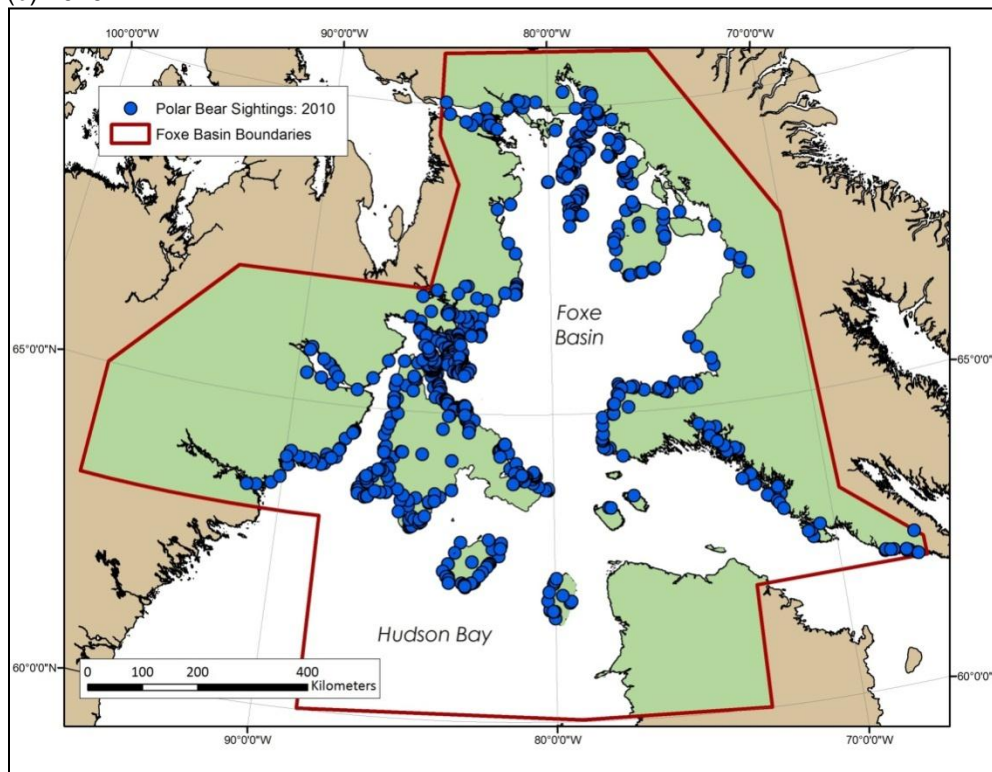 100°0'0"W 90°0'0"W 80°0'0"W 70°0'0"W
Polar Bear Sightings: 2010
Foxe Basin Boundaries
Foxe
Basin
65°0'0"N 65°0'0"N
Hudson Bay
60°0'0"N 60°0'0"N
0 100 200 400
Kilometers
90°0'0"W 80°0'0"W 70°0'0"W